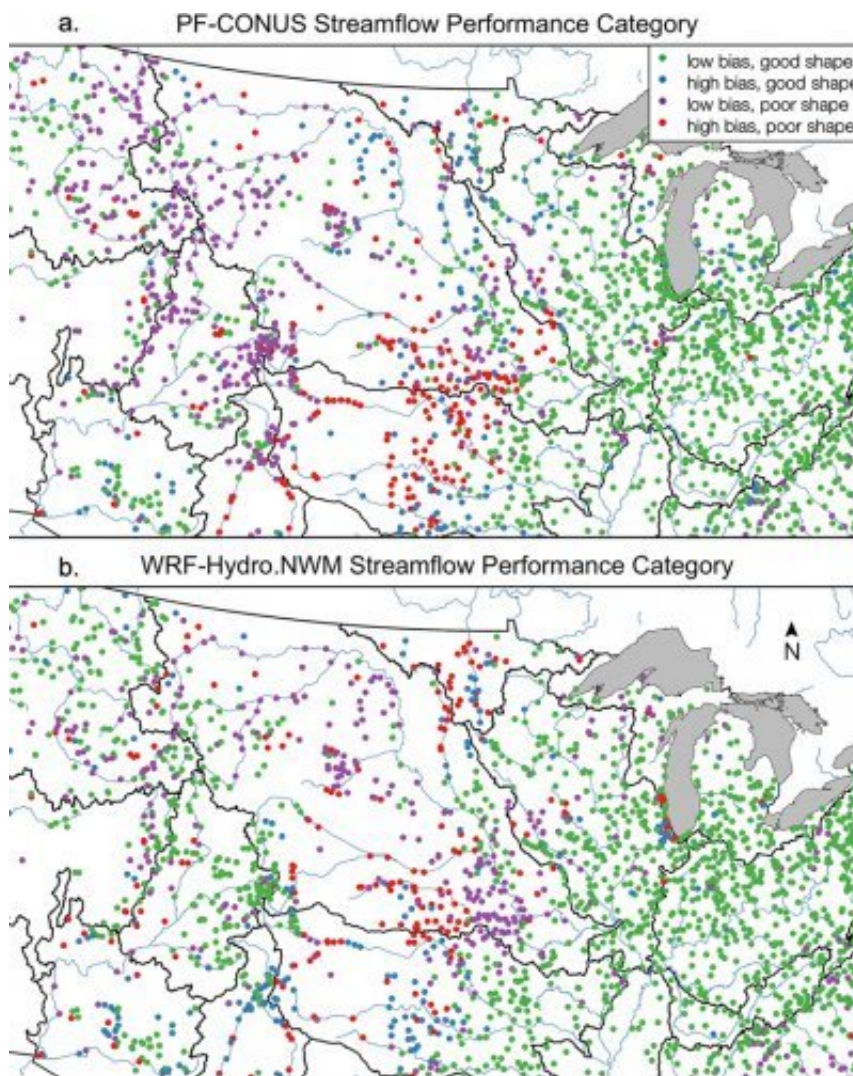 a. PF-CONUS Streamflow Performance Category
low bias, good shape
high bias, good shape
low bias, poor shape
high bias, poor shape
b. WRF-Hydro.NWM Streamflow Performance Category
N